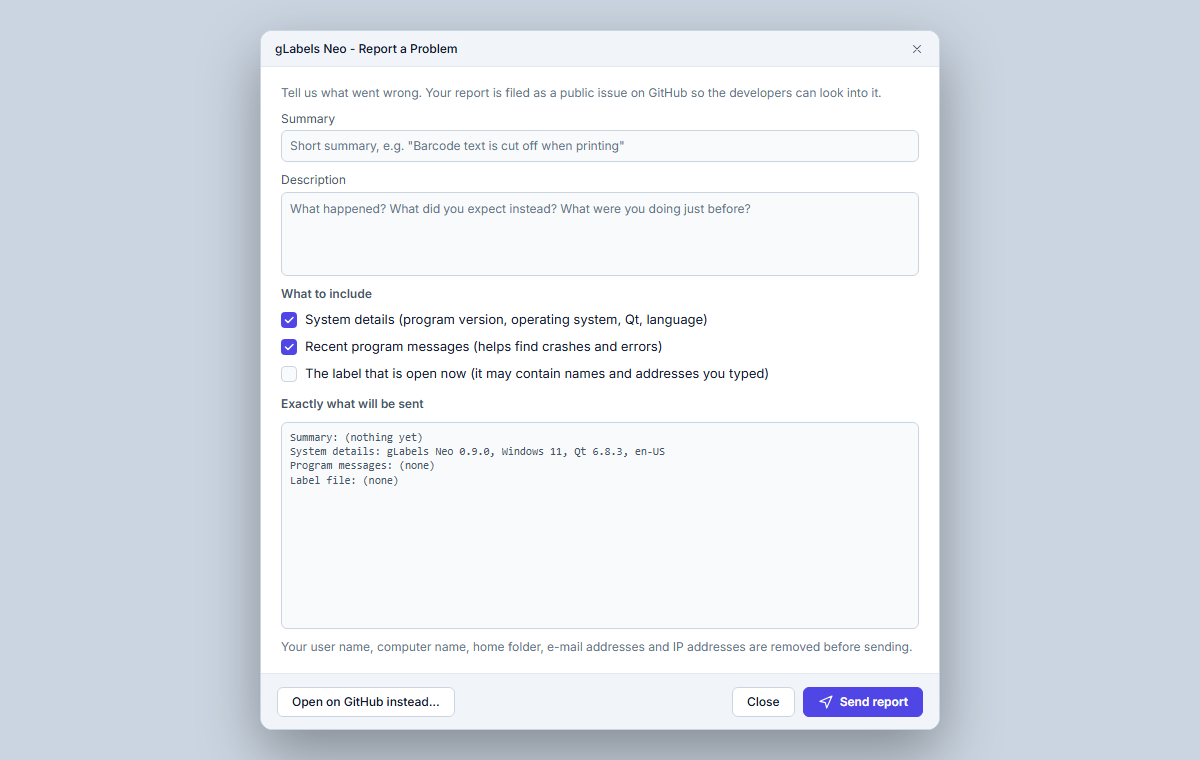 gLabels Neo - Report a Problem
Tell us what went wrong. Your report is filed as a public issue on GitHub so the developers can look into it.
Summary
Short summary, e.g. "Barcode text is cut off when printing"
Description
What happened? What did you expect instead? What were you doing just before?
What to include
System details (program version, operating system, Qt, language)
Recent program messages (helps find crashes and errors)
The label that is open now (it may contain names and addresses you typed)
Exactly what will be sent
Summary: (nothing yet)
System details: gLabels Neo 0.9.0, Windows 11, Qt 6.8.3, en-US
Program messages: (none)
Label file: (none)
Your user name, computer name, home folder, e-mail addresses and IP addresses are removed before sending.
Open on GitHub instead...
Close
Send report